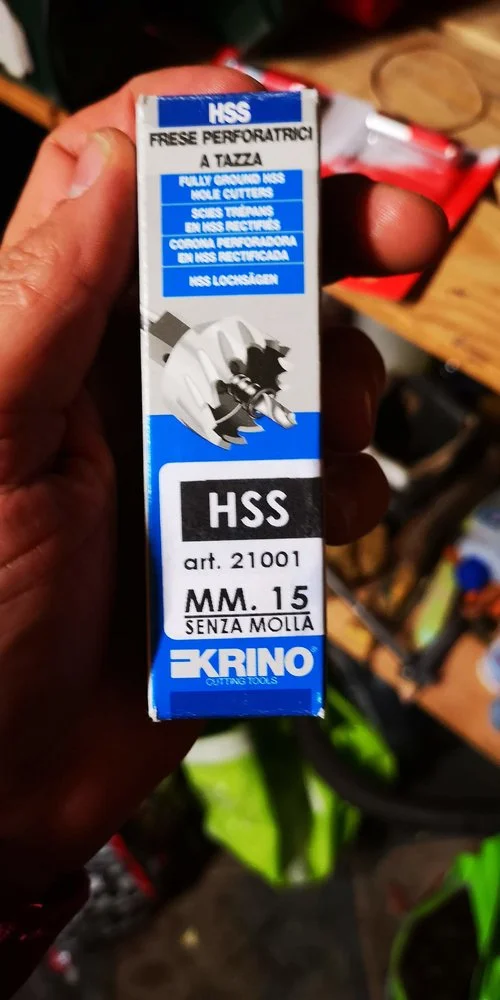 HSS
FRESE PERFORATRICI
A TAZZA
FULLY GROUND HSS
HOLE CUTTERS
SCIES TRÉPANS
EN HSS RECTIFIÉS
CORONA PERFORADORA
EN HSS RECTIFICADA
HSS LOCHSÄGEN
HSS
art. 21001
MM. 15
SENZA MOLLA
KRINO®
CUTTING TOOLS